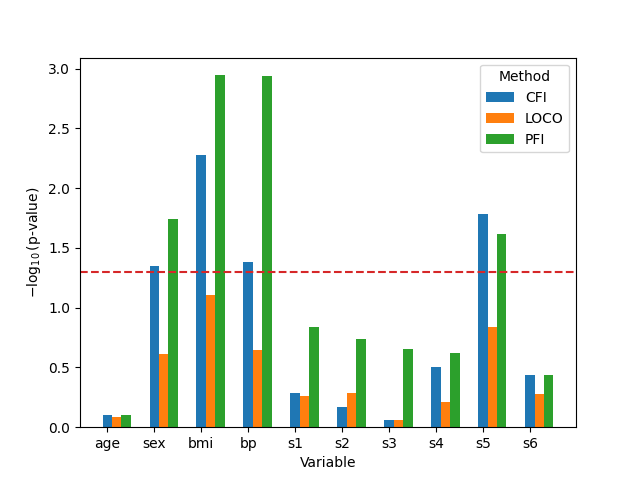 3.0
2.5
2.0
1.5
1.0
0.5
0.0
−log₁₀(p-value)
age sex bmi bp s1 s2 s3 s4 s5 s6
Variable
Method
CFI
LOCO
PFI